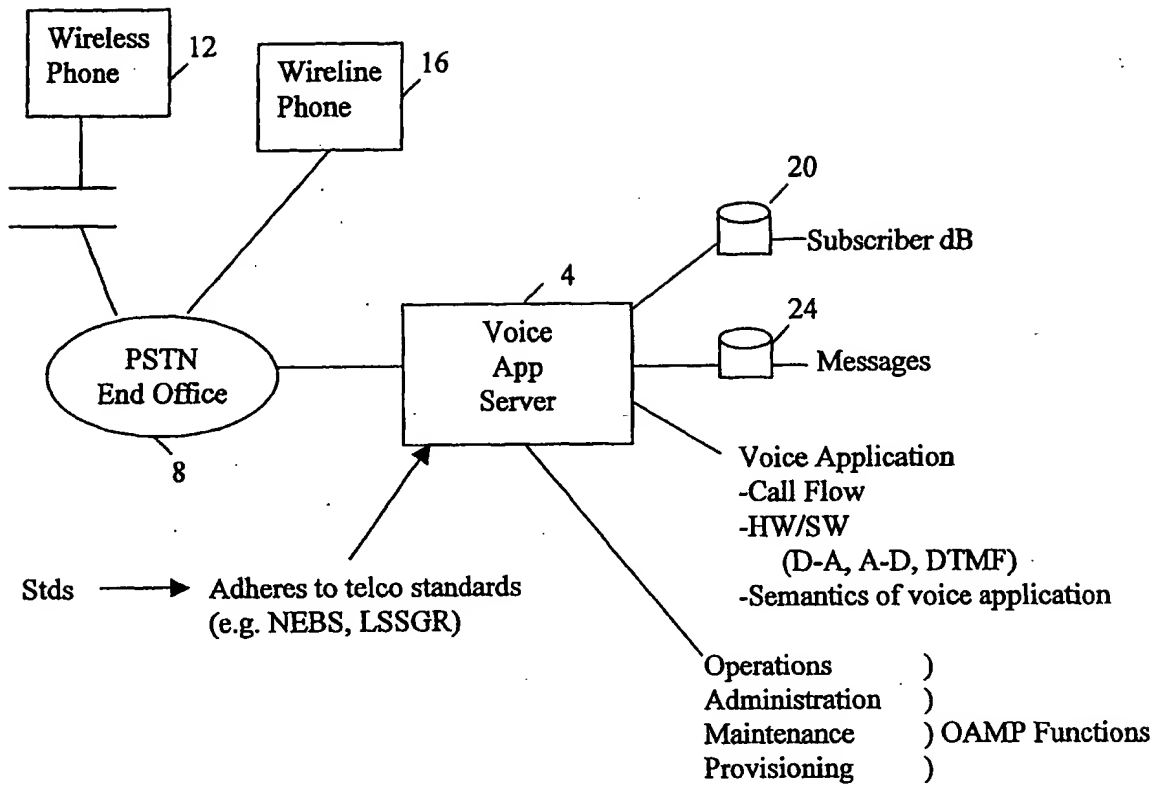 Wireless
Phone
12
Wireline
Phone
16
20
Subscriber dB
4
Voice
App
Server
24
Messages
PSTN
End Office
8
Voice Application
-Call Flow
-HW/SW
(D-A, A-D, DTMF)
-Semantics of voice application
Stds
Adheres to telco standards
(e.g. NEBS, LSSGR)
Operations )
Administration )
Maintenance ) OAMP Functions
Provisioning )